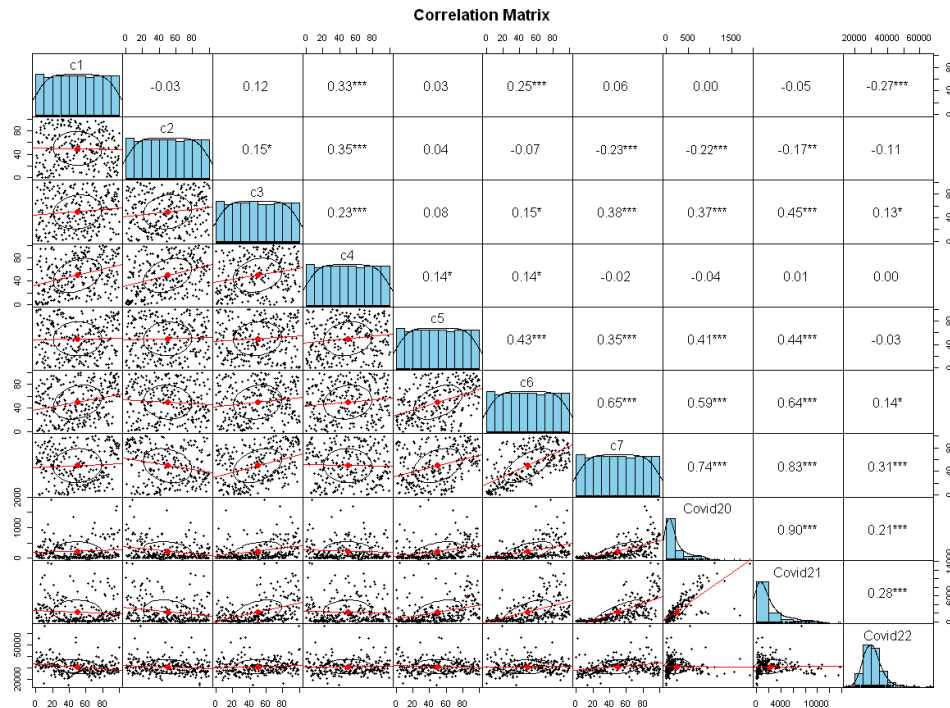 Correlation Matrix
0 20 40 60 80 0 20 40 60 80 0 20 40 60 80 0 500 1500 20000 40000 60000
c1 -0.03 0.12 0.33*** 0.03 0.25*** 0.06 0.00 -0.05 -0.27*** 0 40 80
0 40 80 c2 0.15* 0.35*** 0.04 -0.07 -0.23*** -0.22*** -0.17** -0.11
c3 0.23*** 0.08 0.15* 0.38*** 0.37*** 0.45*** 0.13* 0 40 80
0 40 80 c4 0.14* 0.14* -0.02 -0.04 0.01 0.00
c5 0.43*** 0.35*** 0.41*** 0.44*** -0.03 0 40 80
0 40 80 c6 0.65*** 0.59*** 0.64*** 0.14*
c7 0.74*** 0.83*** 0.31*** 0 40 80
0 1000 2000 Covid20 0.90*** 0.21***
Covid21 0.28*** 0 14000
20000 50000 Covid22
0 20 40 60 80 0 20 40 60 80 0 20 40 60 80 0 20 40 60 80 0 4000 10000